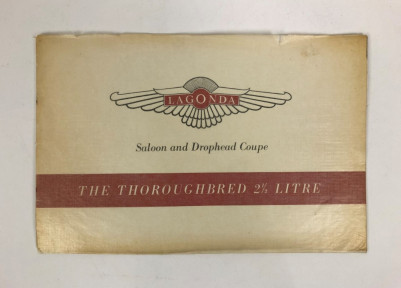 LAGONDA
Saloon and Drophead Coupe
THE THOROUGHBRED 2½ LITRE